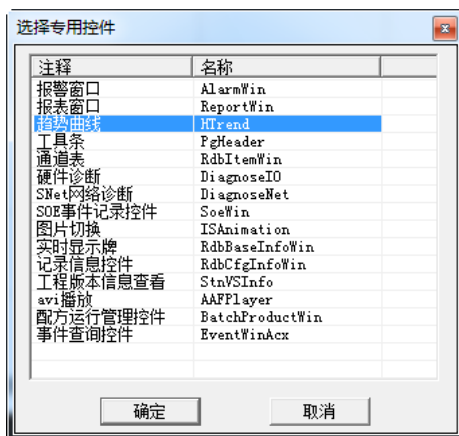 选择专用控件
注释 名称
报警窗口 AlarmWin
报表窗口 ReportWin
趋势曲线 HTrend
工具条 PgHeader
通道表 RdbItemWin
硬件诊断 DiagnoseIO
SNet网络诊断 DiagnoseNet
SOE事件记录控件 SoeWin
图片切换 ISAnimation
实时显示牌 RdbBaseInfoWin
记录信息控件 RdbCfgInfoWin
工程版本信息查看 StnVSInfo
avi播放 AAFPlayer
配方运行管理控件 BatchProductWin
事件查询控件 EventWinAcx
确定 取消